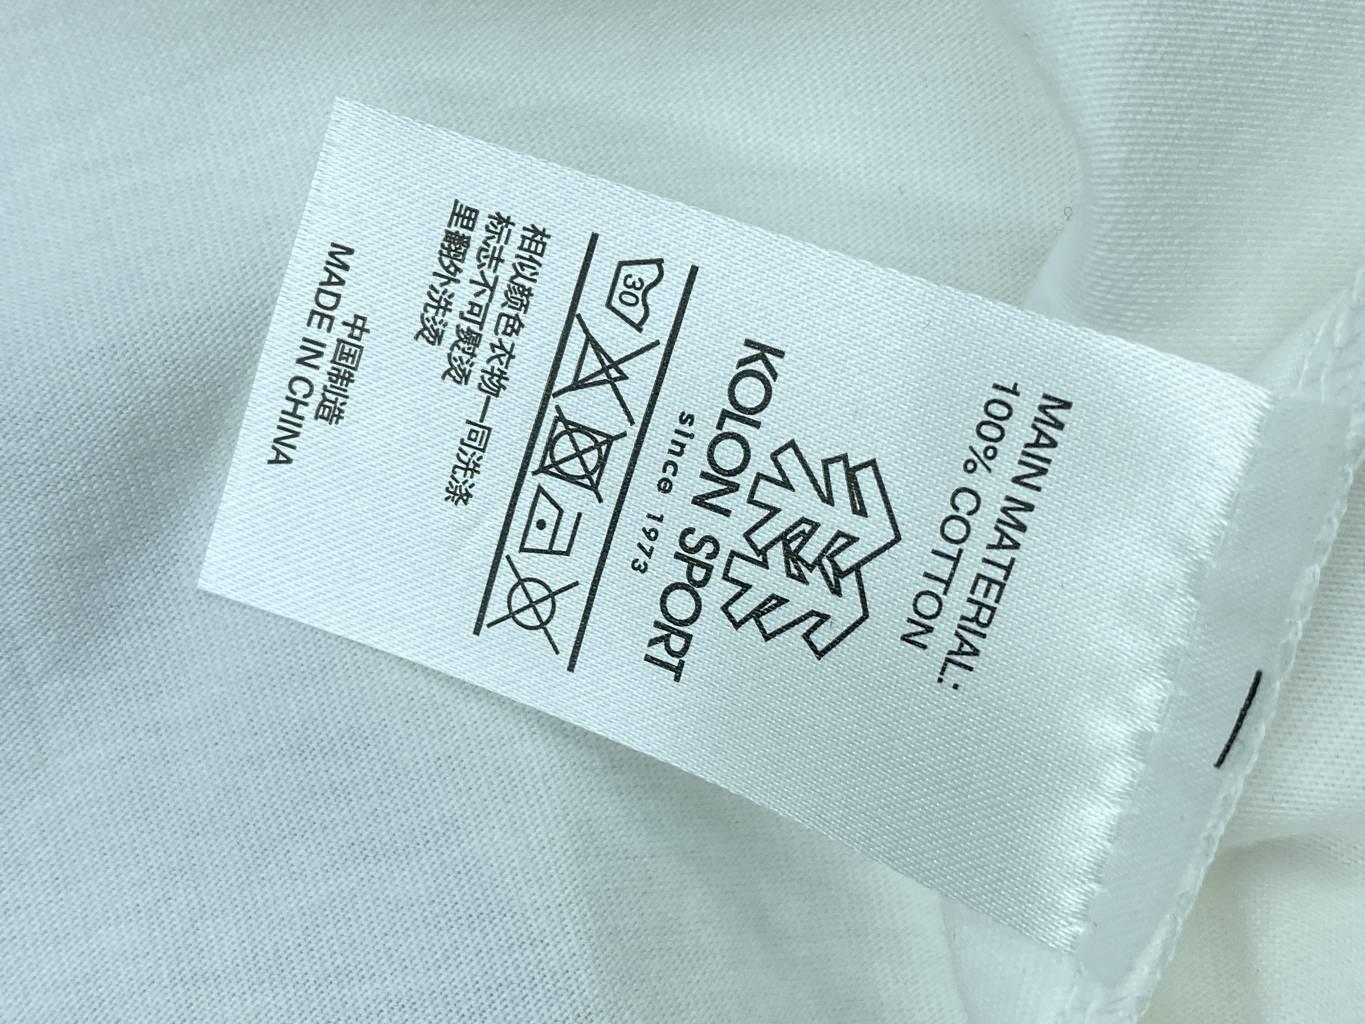 MAIN MATERIAL:
100% COTTON
KOLON SPORT
since 1973
30
相似颜色衣物一同洗涤
标志不可熨烫
里翻外洗烫
中国制造
MADE IN CHINA